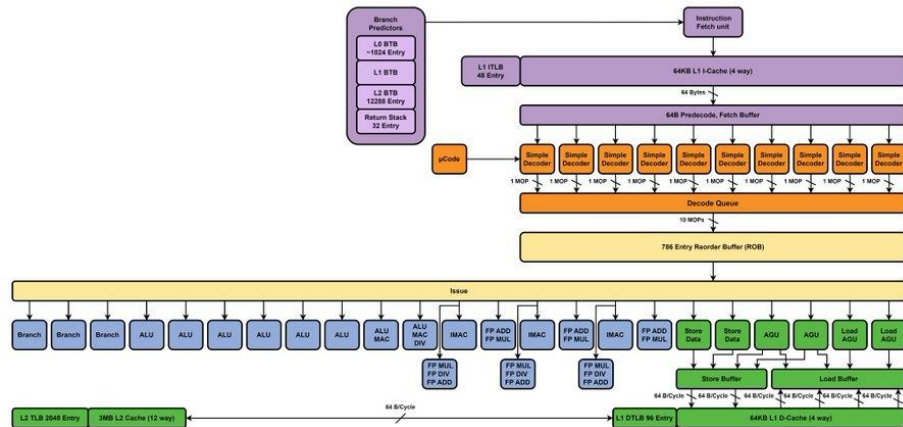 Branch
Predictors
L0 BTB
~1024 Entry
L1 BTB
L2 BTB
12288 Entry
Return Stack
32 Entry
Instruction
Fetch unit
L1 ITLB
48 Entry
64KB L1 I-Cache (4 way)
64 Bytes
64B Predecode, Fetch Buffer
µCode
Simple
Decoder
Simple
Decoder
Simple
Decoder
Simple
Decoder
Simple
Decoder
Simple
Decoder
Simple
Decoder
Simple
Decoder
Simple
Decoder
Simple
Decoder
1 MOP
1 MOP
1 MOP
1 MOP
1 MOP
1 MOP
1 MOP
1 MOP
1 MOP
1 MOP
Decode Queue
10 MOPs
786 Entry Reorder Buffer (ROB)
Issue
Branch
Branch
Branch
ALU
ALU
ALU
ALU
ALU
ALU
ALU
MAC
ALU
MAC
DIV
IMAC
FP ADD
FP MUL
IMAC
FP ADD
FP MUL
IMAC
FP ADD
FP MUL
Store
Data
Store
Data
AGU
AGU
Load
AGU
Load
AGU
FP MUL
FP DIV
FP ADD
FP MUL
FP DIV
FP ADD
FP MUL
FP DIV
FP ADD
Store Buffer
Load Buffer
64 B/Cycle
64 B/Cycle
64 B/Cycle
64 B/Cycle
64 B/Cycle
64 B/Cycle
L2 TLB 2048 Entry
3MB L2 Cache (12 way)
64 B/Cycle
L1 DTLB 96 Entry
64KB L1 D-Cache (4 way)